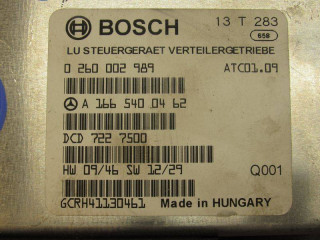 BOSCH 13 T 283
658
LU STEUERGERAET VERTEILERGETRIEBE
0 260 002 989 ATC01.09
A 166 540 04 62
DCD 722 7500
HW 09/46 SW 12/29 Q001
GCRH41130461 Made in HUNGARY